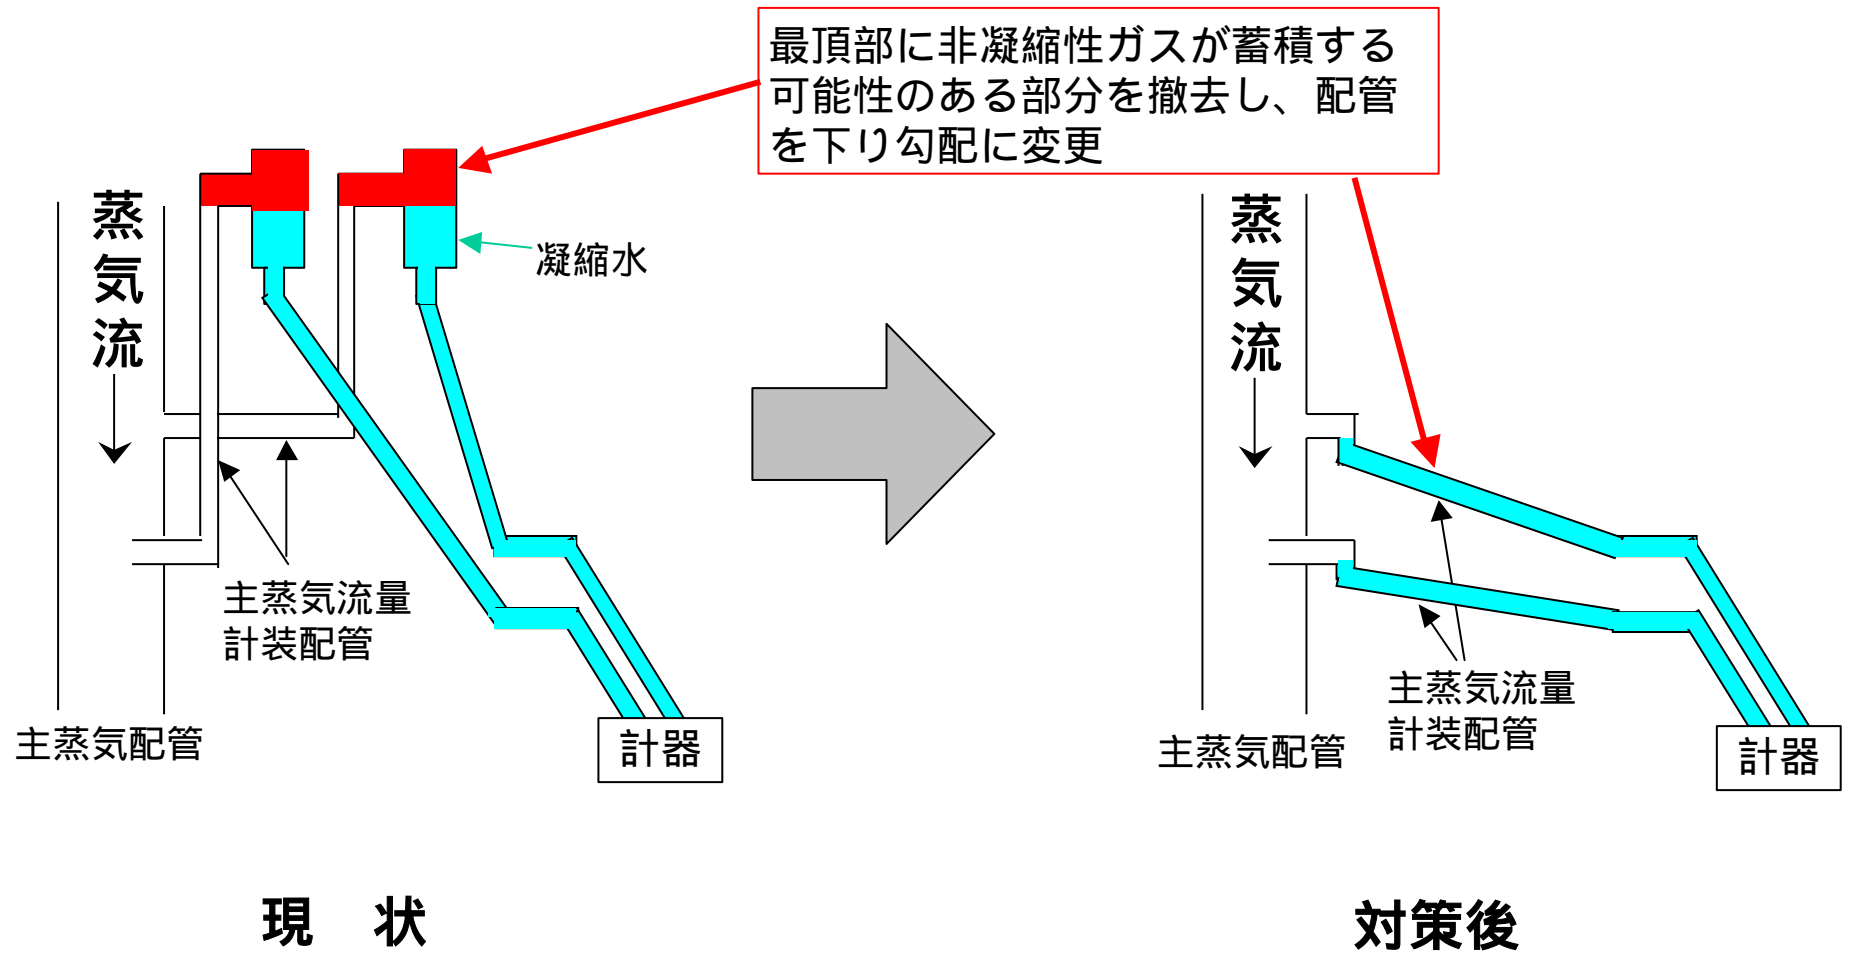 最頂部に非凝縮性ガスが蓄積する
可能性のある部分を撤去し、配管
を下り勾配に変更
蒸気流
凝縮水
主蒸気流量
計装配管
主蒸気配管
計器
現　状
蒸気流
主蒸気流量
計装配管
主蒸気配管
計器
対策後